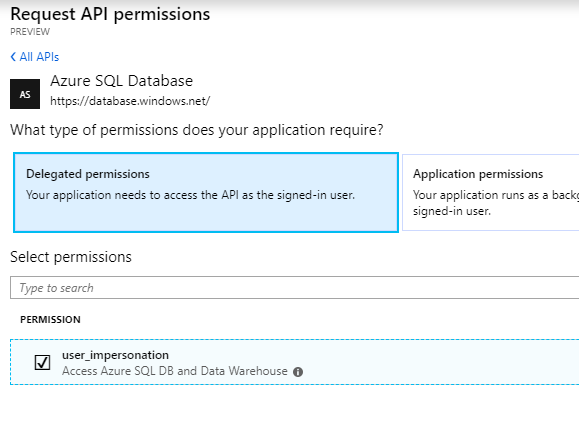 Request API permissions
PREVIEW
All APIs
AS
Azure SQL Database
https://database.windows.net/
What type of permissions does your application require?
Delegated permissions
Your application needs to access the API as the signed-in user.
Application permissions
Your application runs as a
signed-in user.
Select permissions
Type to search
PERMISSION
user_impersonation
Access Azure SQL DB and Data Warehouse